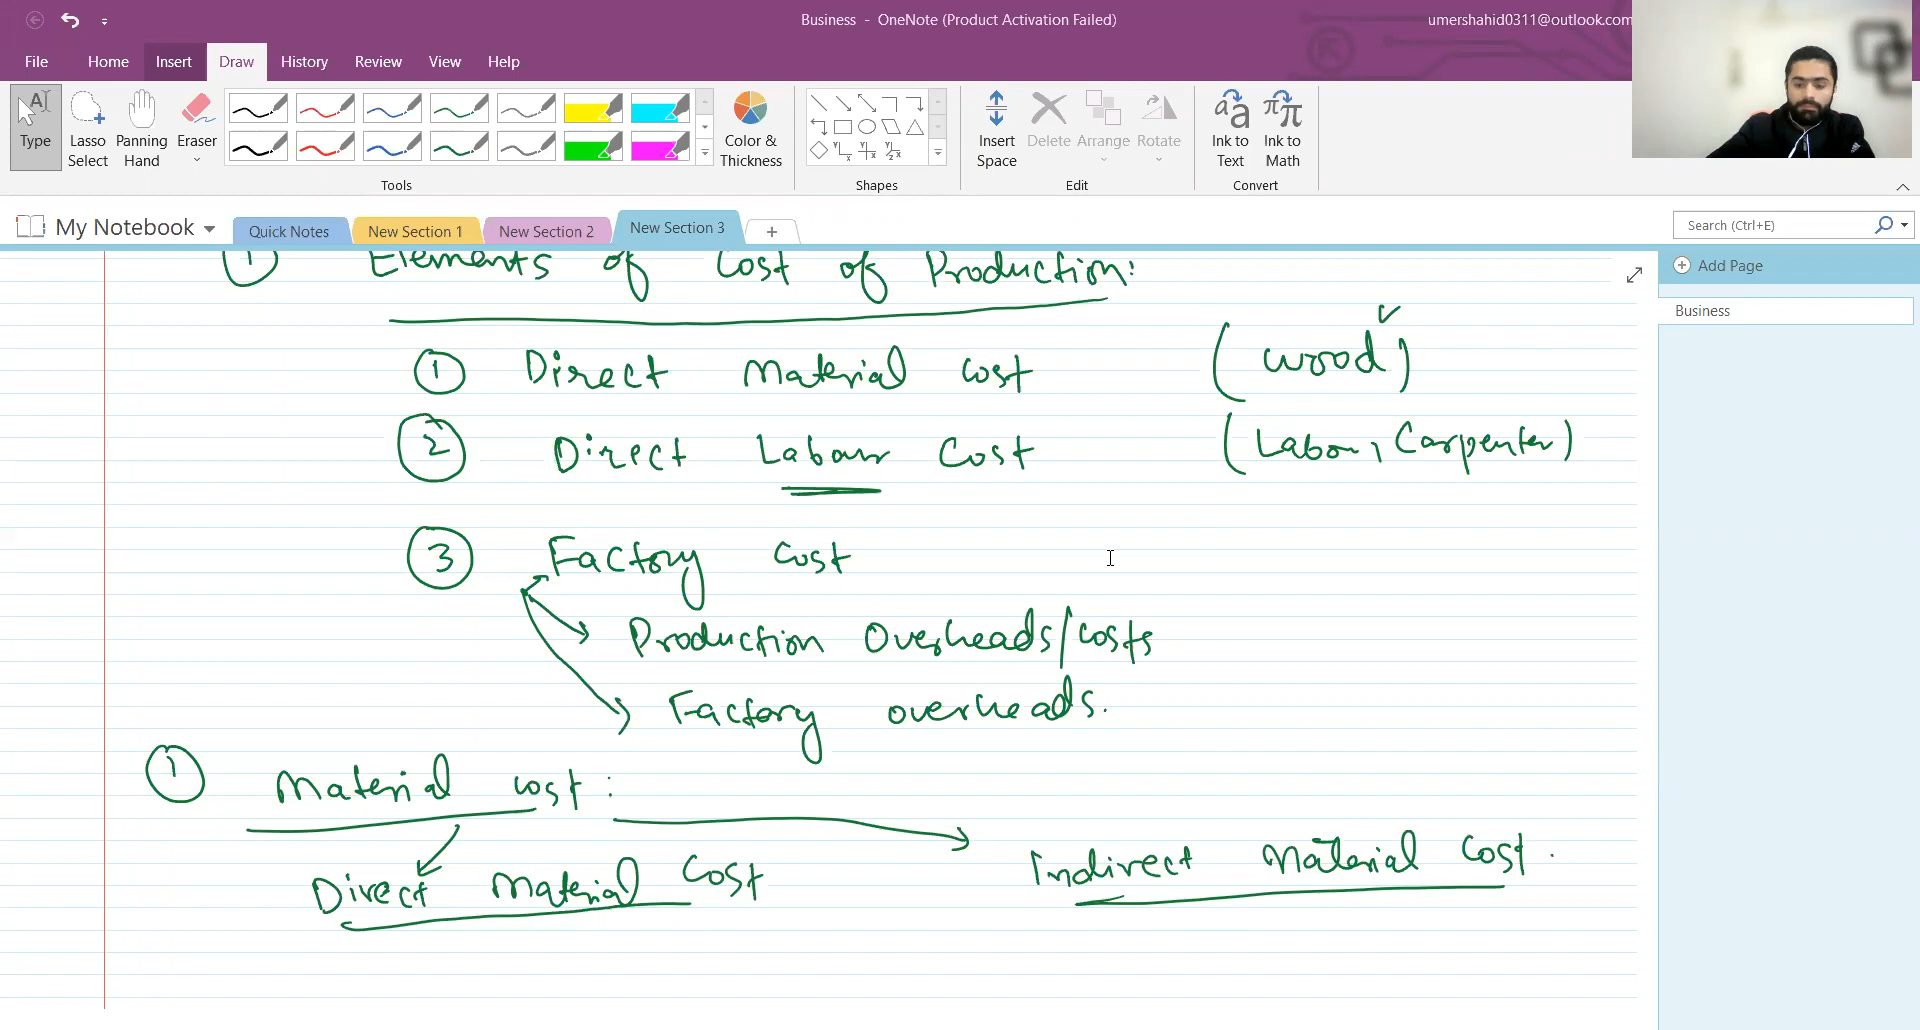 Business - OneNote (Product Activation Failed)
umershahid0311@outlook.com
File Home Insert Draw History Review View Help
Type
Lasso Select
Panning Hand
Eraser
Color & Thickness
Insert Space
Delete
Arrange
Rotate
Ink to Text
Ink to Math
Tools
Shapes
Edit
Convert
My Notebook
Quick Notes
New Section 1
New Section 2
New Section 3
Search (Ctrl+E)
Add Page
Business
1 Elements of Cost of Production:
1 Direct Material Cost (wood)
2 Direct Labour Cost (Labour, Carpenter)
3 Factory Cost
Production Overheads/costs
Factory overheads.
1 Material cost:
Direct Material Cost
Indirect Material Cost.